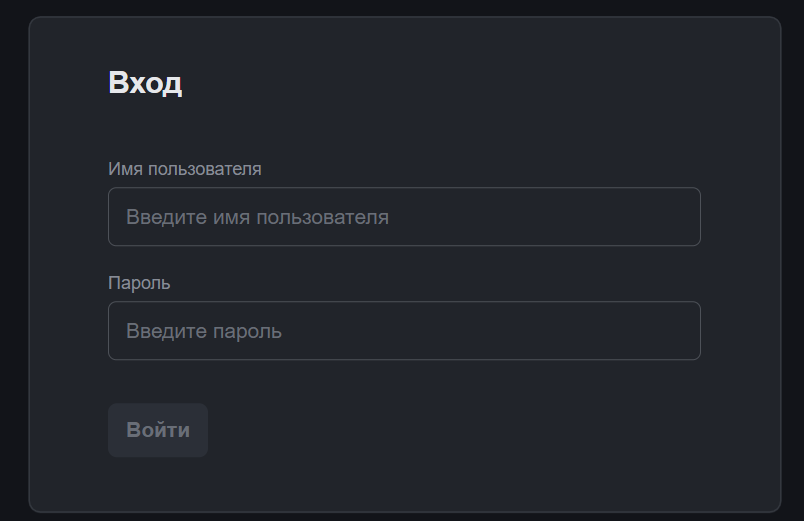 Вход
Имя пользователя
Введите имя пользователя
Пароль
Введите пароль
Войти